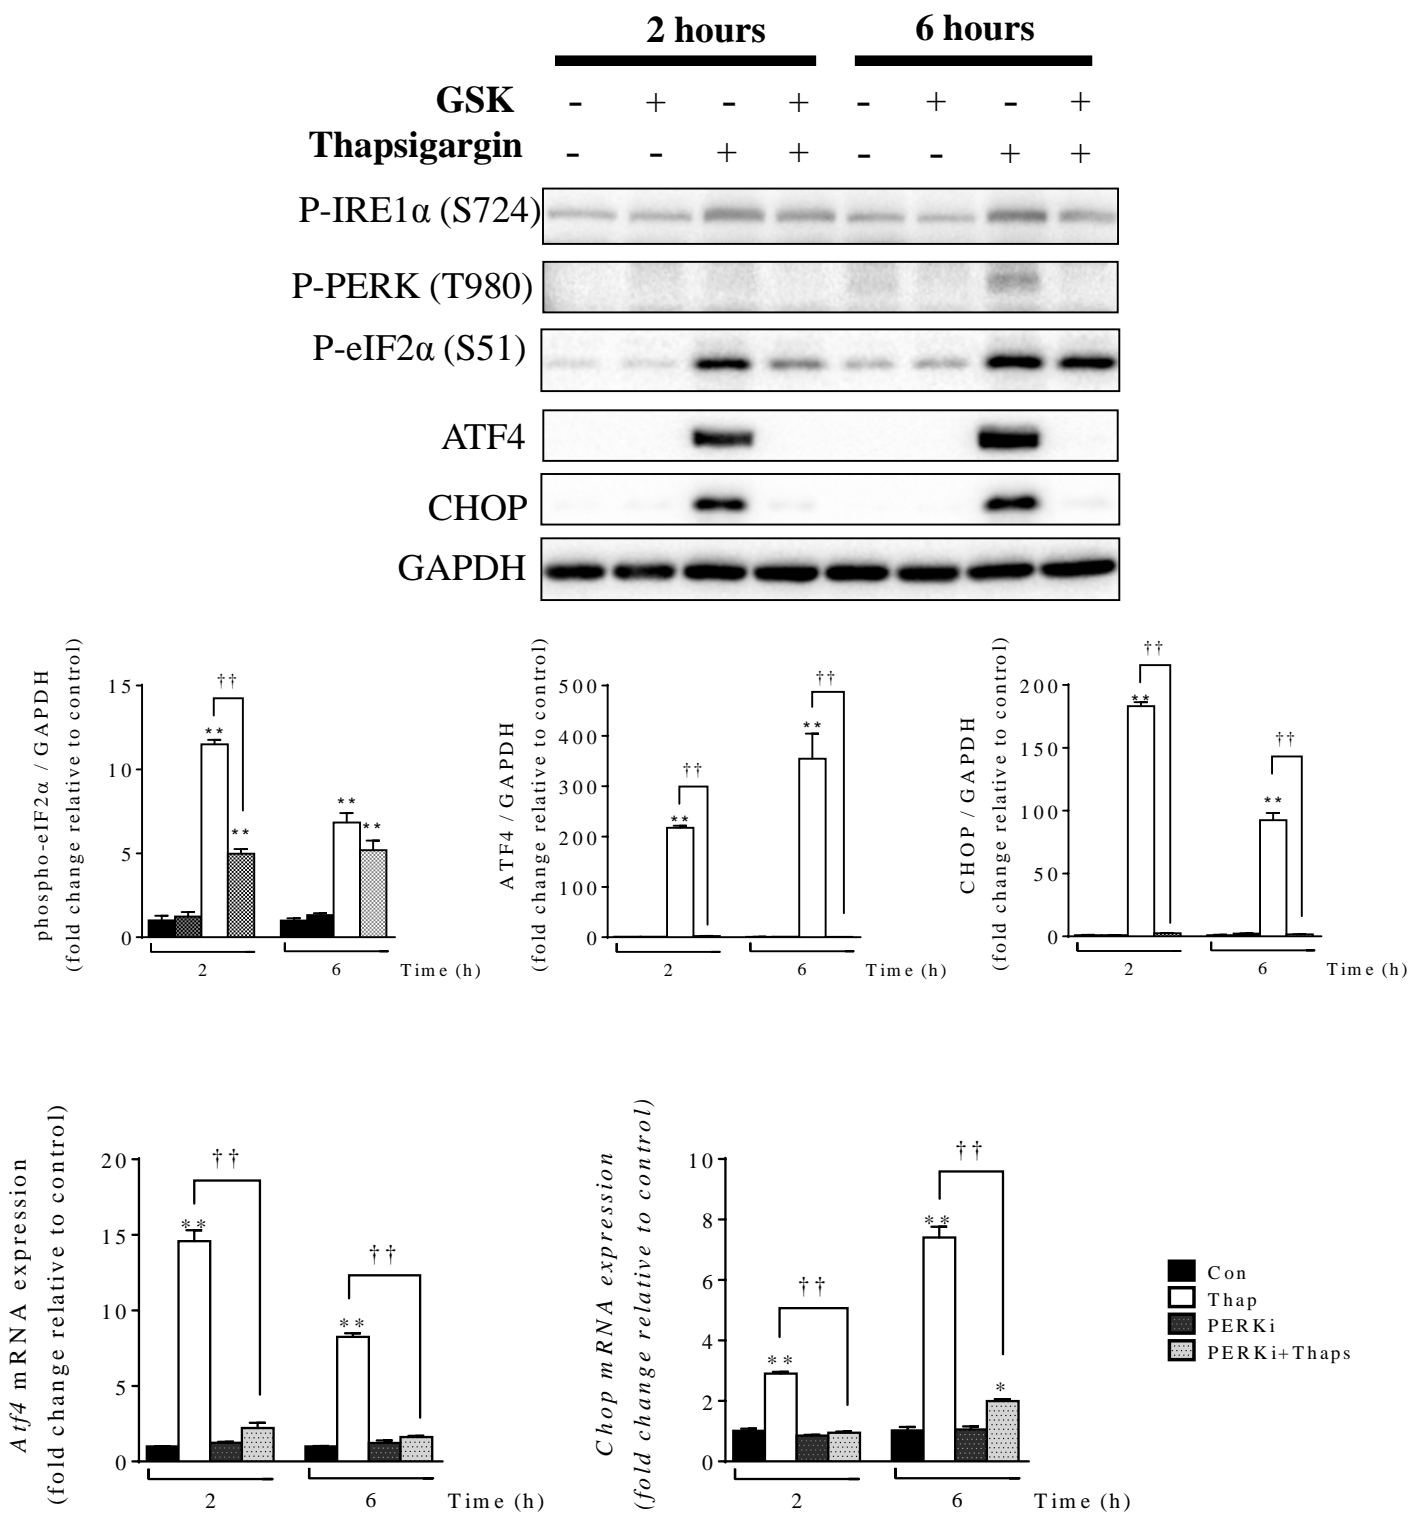 2 hours 6 hours
GSK - + - + - + - +
Thapsigargin - - + + - - + +
P-IRE1α (S724)
P-PERK (T980)
P-eIF2α (S51)
ATF4
CHOP
GAPDH
phospho-eIF2α / GAPDH
(fold change relative to control)
15
10
5
0
††
**
**
**
**
2 6 Time (h)
ATF4 / GAPDH
(fold change relative to control)
500
400
300
200
100
0
††
**
††
**
2 6 Time (h)
CHOP / GAPDH
(fold change relative to control)
200
150
100
50
0
††
**
††
**
2 6 Time (h)
Atf4 mRNA expression
(fold change relative to control)
20
15
10
5
0
††
**
††
**
2 6 Time (h)
Chop mRNA expression
(fold change relative to control)
10
8
6
4
2
0
††
**
††
**
*
2 6 Time (h)
Con
Thap
PERKi
PERKi+Thaps